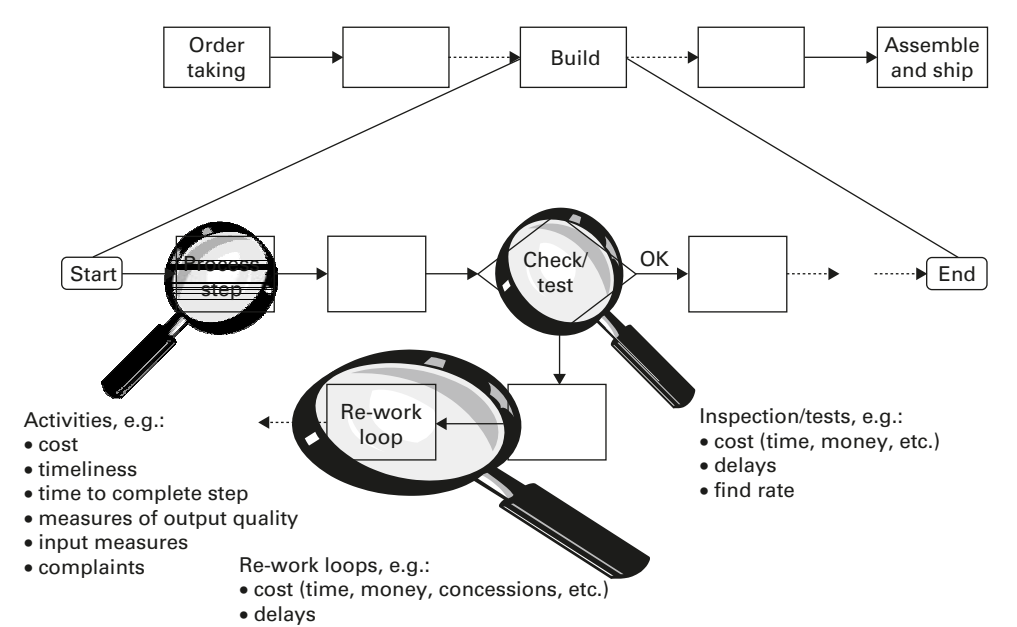 Order
taking
Build
Assemble
and ship
Start
Process
step
Check/
test
OK
End
Re-work
loop
Activities, e.g.:
• cost
• timeliness
• time to complete step
• measures of output quality
• input measures
• complaints
Inspection/tests, e.g.:
• cost (time, money, etc.)
• delays
• find rate
Re-work loops, e.g.:
• cost (time, money, concessions, etc.)
• delays